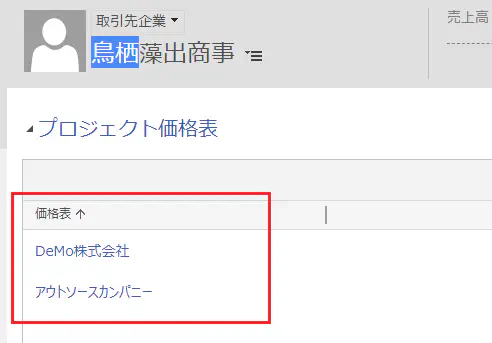 取引先企業
売上高
鳥栖藻出商事
プロジェクト価格表
価格表
DeMo株式会社
アウトソースカンパニー